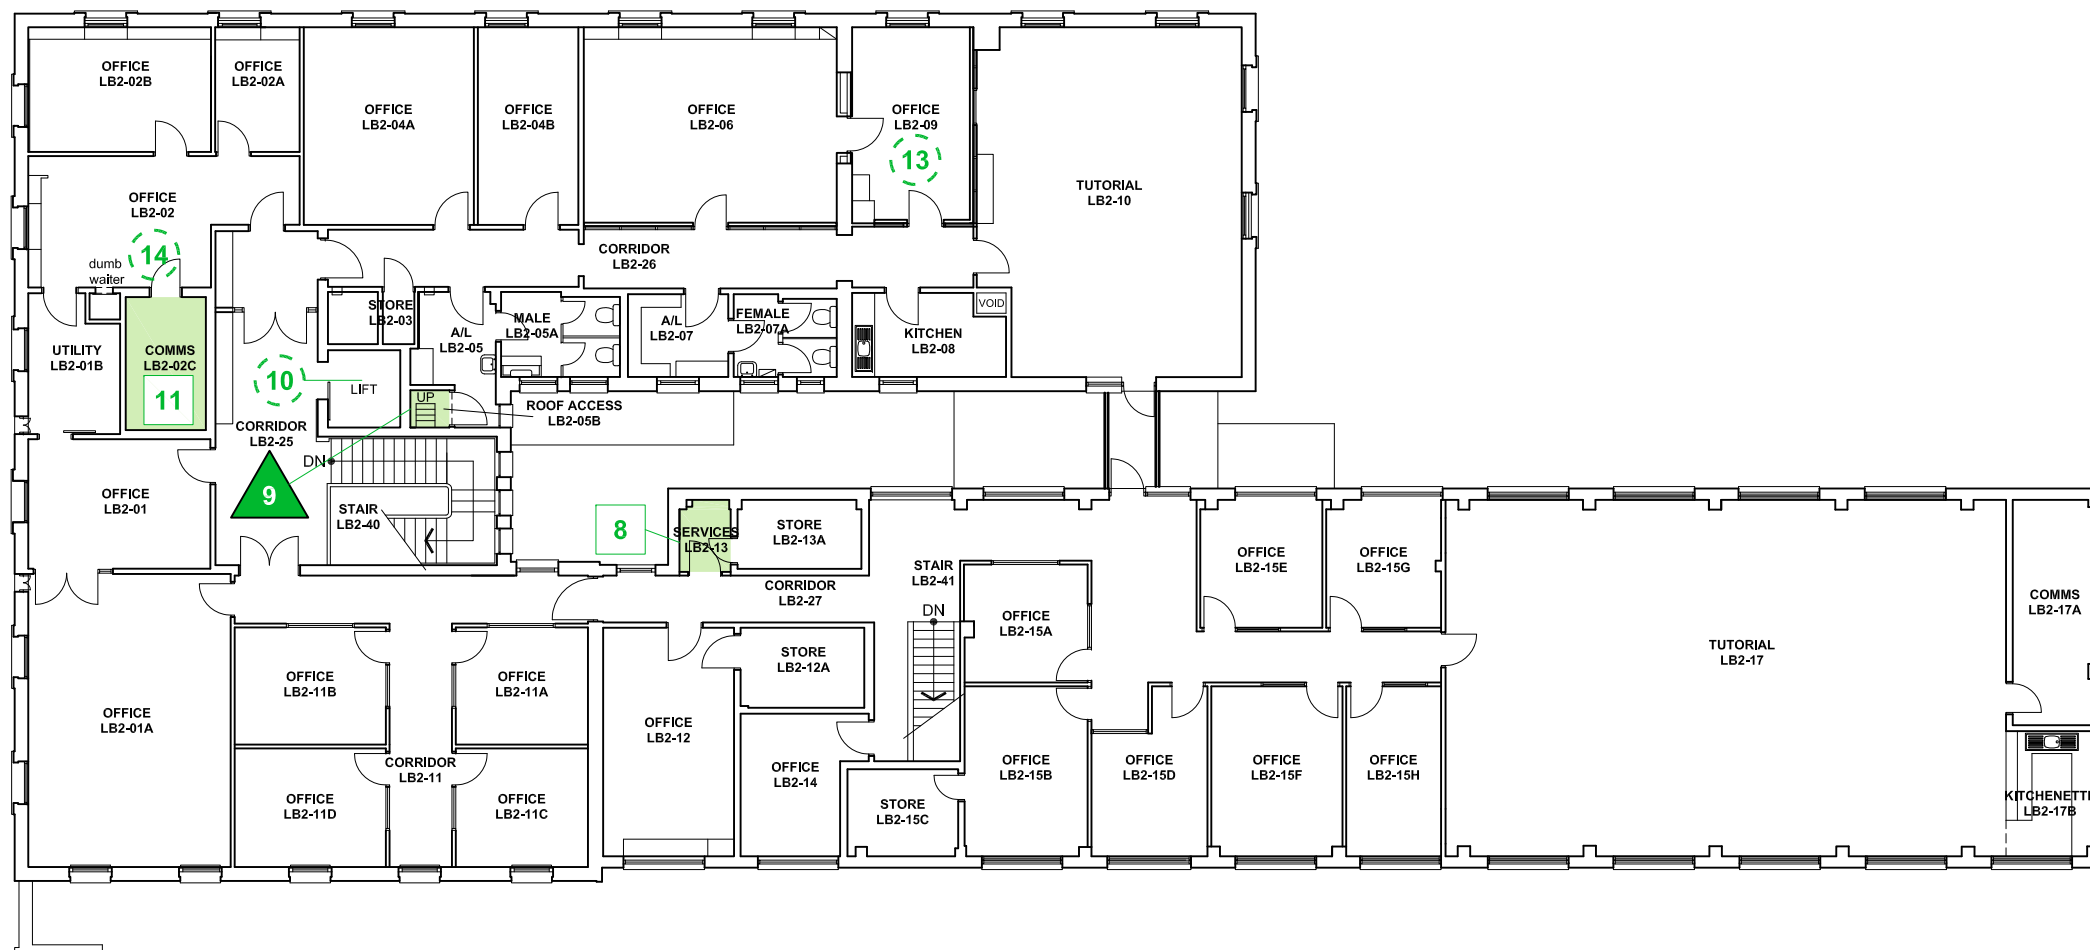 OFFICE
LB2-02B
OFFICE
LB2-02A
OFFICE
LB2-04A
OFFICE
LB2-04B
OFFICE
LB2-06
OFFICE
LB2-09
13
TUTORIAL
LB2-10
OFFICE
LB2-02
14
dumb
waiter
CORRIDOR
LB2-26
STORE
LB2-03
A/L
LB2-05
MALE
LB2-05A
A/L
LB2-07
FEMALE
LB2-07A
KITCHEN
LB2-08
VOID
UTILITY
LB2-01B
COMMS
LB2-02C
11
10
LIFT
UP
ROOF ACCESS
LB2-05B
CORRIDOR
LB2-25
DN
9
OFFICE
LB2-01
STAIR
LB2-40
8
SERVICES
LB2-13
STORE
LB2-13A
CORRIDOR
LB2-27
STAIR
LB2-41
DN
OFFICE
LB2-15A
OFFICE
LB2-15E
OFFICE
LB2-15G
COMMS
LB2-17A
TUTORIAL
LB2-17
OFFICE
LB2-01A
OFFICE
LB2-11B
OFFICE
LB2-11A
STORE
LB2-12A
OFFICE
LB2-12
CORRIDOR
LB2-11
OFFICE
LB2-11D
OFFICE
LB2-11C
OFFICE
LB2-14
STORE
LB2-15C
OFFICE
LB2-15B
OFFICE
LB2-15D
OFFICE
LB2-15F
OFFICE
LB2-15H
KITCHENETT
LB2-17B